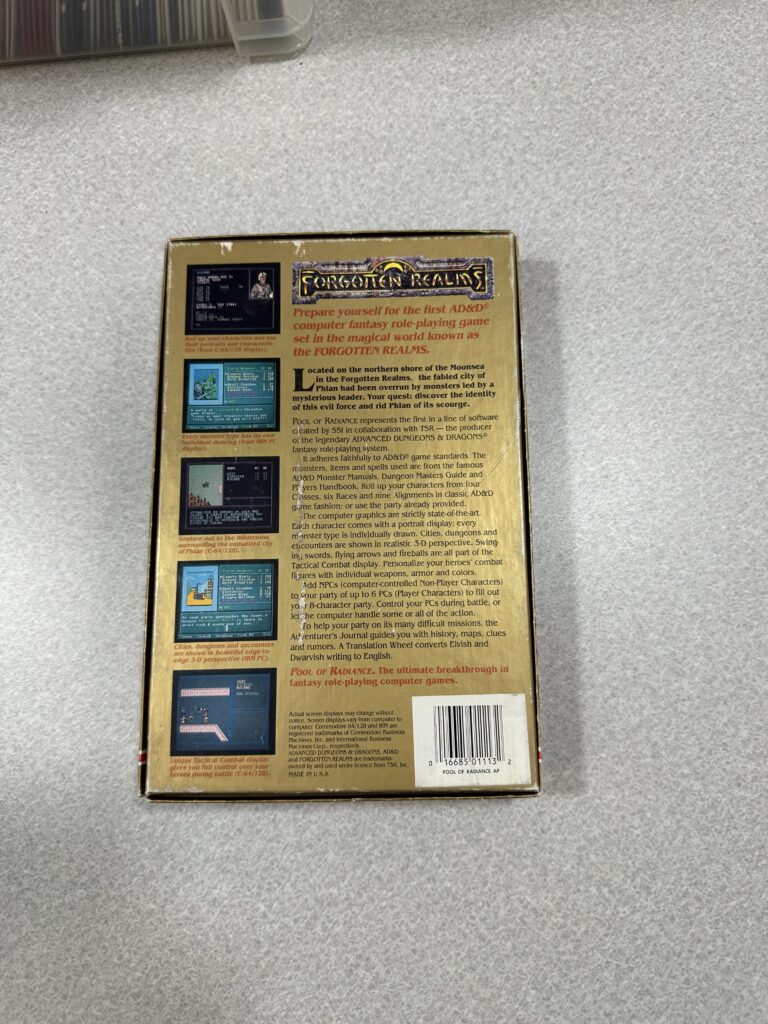 FORGOTTEN REALMS
Prepare yourself for the first AD&D®
computer fantasy role-playing game
set in the magical world known as
the FORGOTTEN REALMS.
Located on the northern shore of the Moonsea
in the Forgotten Realms, the fabled city of
Phlan had been overrun by monsters led by a
mysterious leader. Your quest: discover the identity
of this evil force and rid Phlan of its scourge.
POOL OF RADIANCE represents the first in a line of software
created by SSI in collaboration with TSR — the producer
of the legendary ADVANCED DUNGEONS & DRAGONS®
fantasy role-playing system.
It adheres faithfully to AD&D® game standards. The
monsters, items and spells used are from the famous
AD&D Monster Manuals, Dungeon Masters Guide and
Players Handbook. Roll up your characters from four
Classes, six Races and nine Alignments in classic AD&D
game fashion; or use the party already provided.
The computer graphics are strictly state-of-the-art.
Each character comes with a portrait display; every
monster type is individually drawn. Cities, dungeons and
encounters are shown in realistic 3-D perspective. Swing-
ing swords, flying arrows and fireballs are all part of the
Tactical Combat display. Personalize your heroes' combat
figures with individual weapons, armor and colors.
Add NPCs (computer-controlled Non-Player Characters)
to your party of up to 6 PCs (Player Characters) to fill out
your 8-character party. Control your PCs during battle, or
let the computer handle some or all of the action.
To help your party on its many difficult missions, the
Adventurer's Journal guides you with history, maps, clues
and rumors. A Translation Wheel converts Elvish and
Dwarvish writing to English.
POOL OF RADIANCE. The ultimate breakthrough in
fantasy role-playing computer games.
Roll up your characters and see
their portraits and characteris-
tics (from C-64/128 display).
Every monster type has its own
individual drawing (from IBM PC
display).
Venture out to the Wilderness
surrounding the embattled city
of Phlan (C-64/128).
Cities, dungeons and encounters
are shown in beautiful edge-to-
edge 3-D perspective (IBM PC).
Unique Tactical Combat display
gives you full control over your
heroes during battle (C-64/128).
Actual screen displays may change without
notice. Screen displays vary from computer to
computer. Commodore 64/128 and IBM are
registered trademarks of Commodore Business
Machines, Inc. and International Business
Machines Corp., respectively.
ADVANCED DUNGEONS & DRAGONS, AD&D
and FORGOTTEN REALMS are trademarks
owned by and used under licence from TSR, Inc.
MADE IN U.S.A.
0 16685 01113 2
POOL OF RADIANCE AP